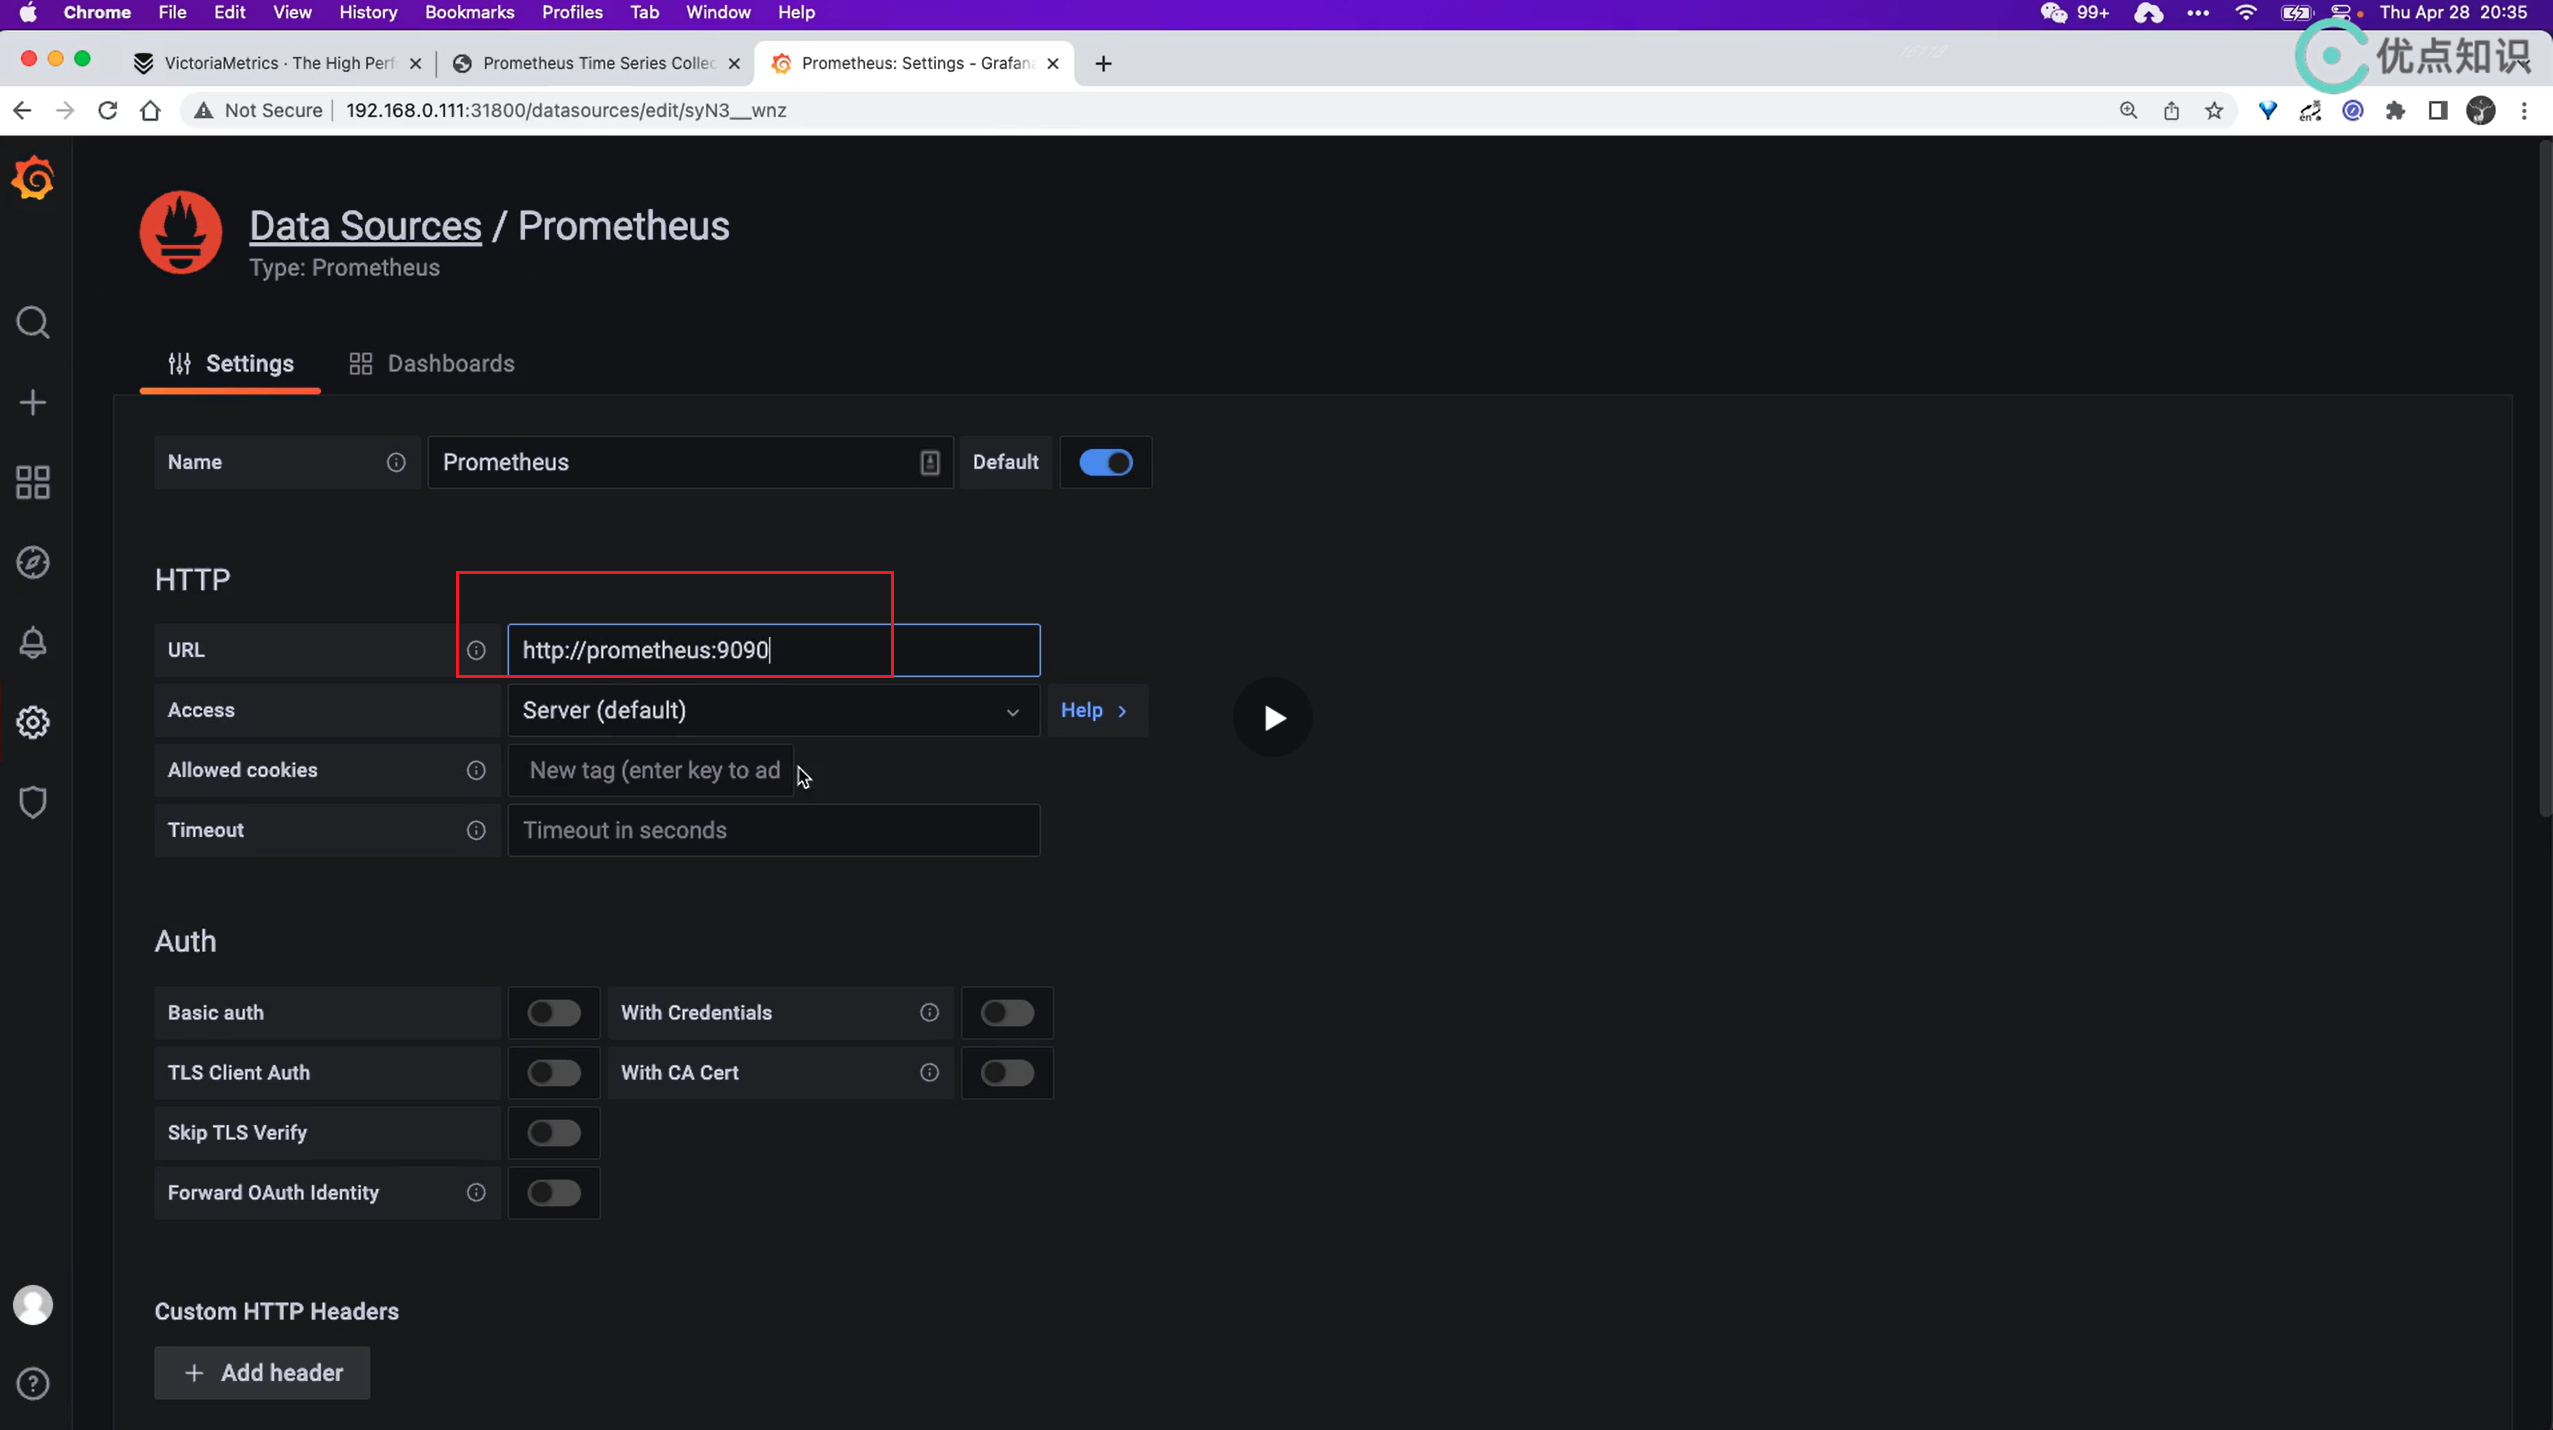 Chrome File Edit View History Bookmarks Profiles Tab Window Help 99+ Thu Apr 28 20:35
VictoriaMetrics · The High Perf Prometheus Time Series Collec Prometheus: Settings - Grafana
优点知识
Not Secure 192.168.0.111:31800/datasources/edit/syN3__wnz
Data Sources / Prometheus
Type: Prometheus
Settings Dashboards
Name Prometheus Default
HTTP
URL http://prometheus:9090
Access Server (default) Help
Allowed cookies New tag (enter key to ad
Timeout Timeout in seconds
Auth
Basic auth With Credentials
TLS Client Auth With CA Cert
Skip TLS Verify
Forward OAuth Identity
Custom HTTP Headers
+ Add header